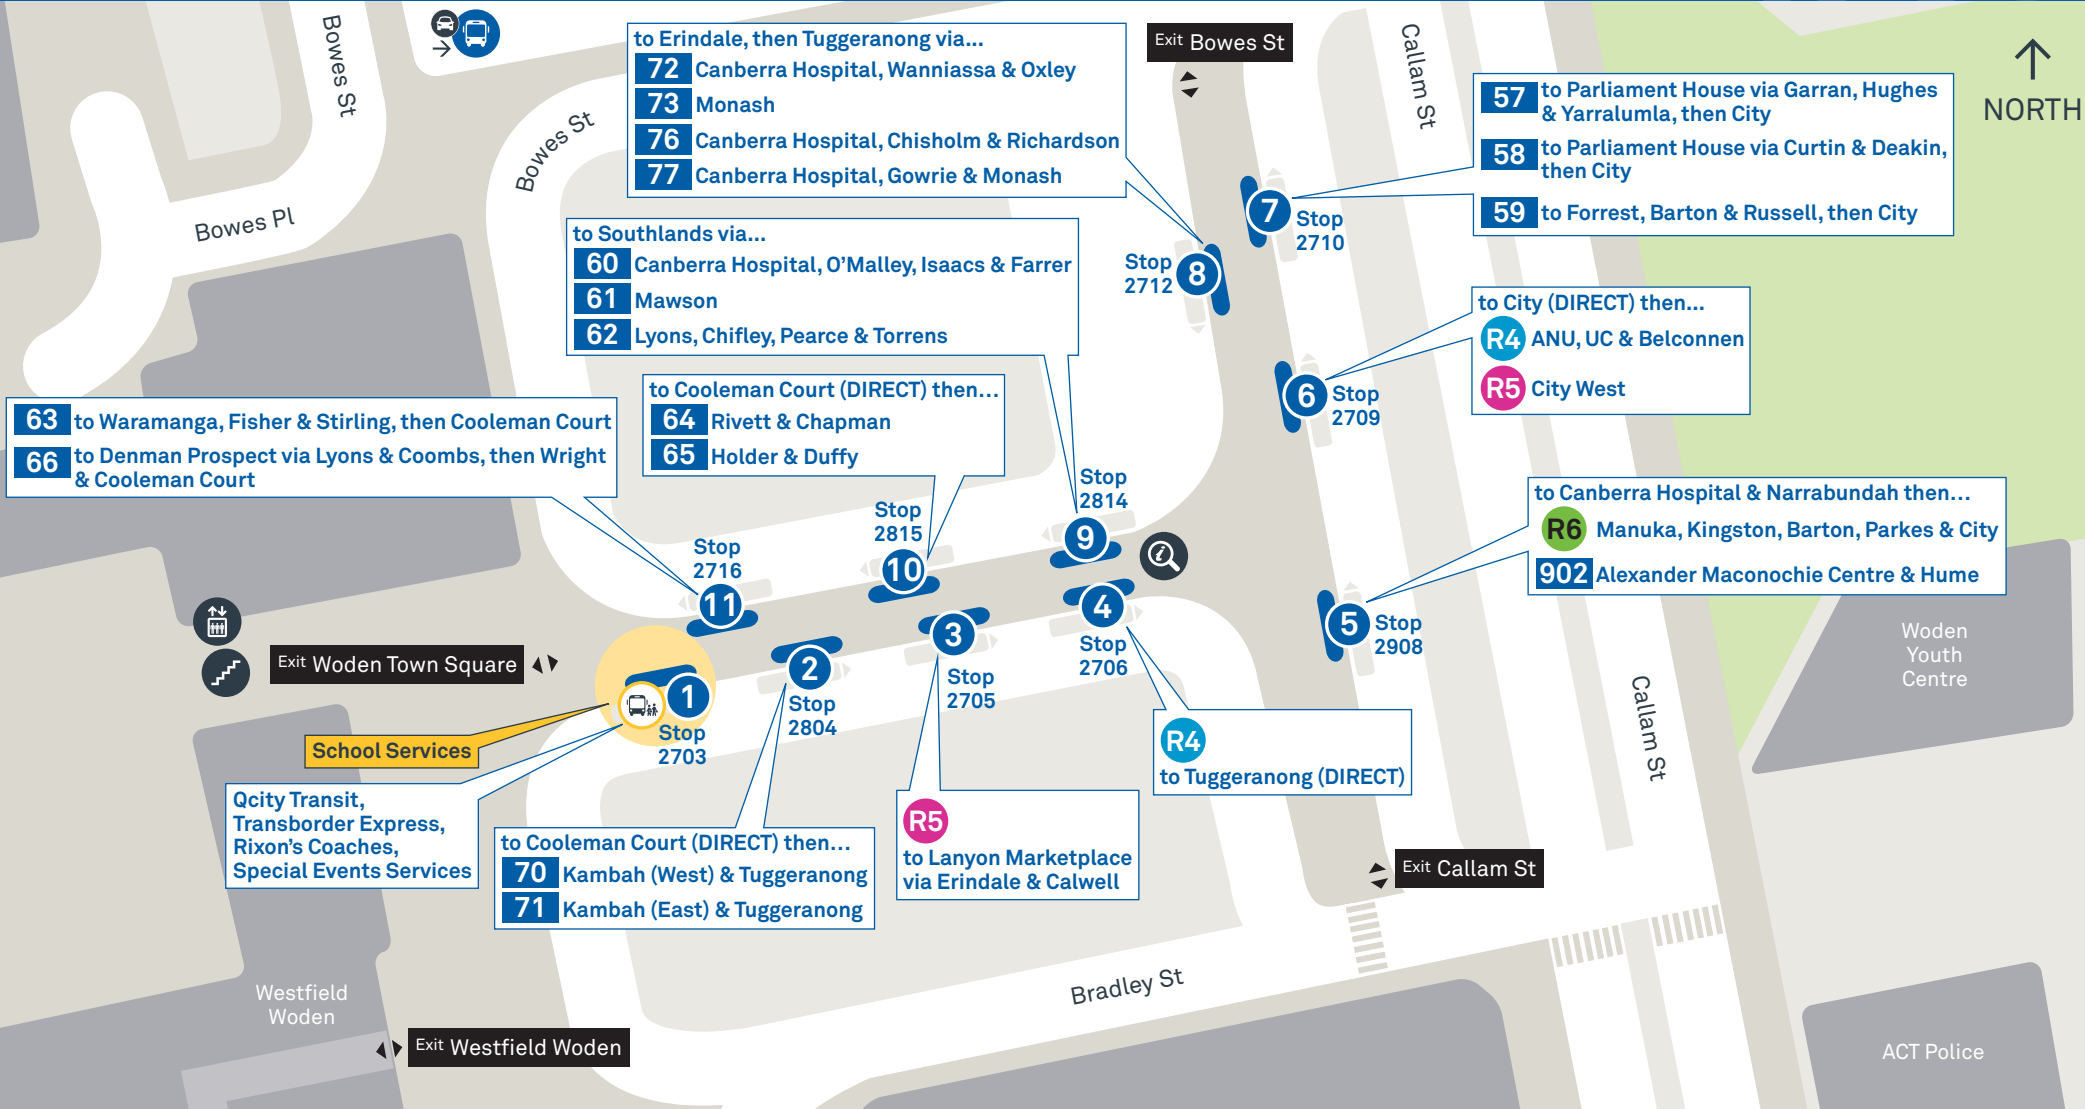 Bowes St
Bowes St
Bowes Pl
to Erindale, then Tuggeranong via...
72 Canberra Hospital, Wanniassa & Oxley
73 Monash
76 Canberra Hospital, Chisholm & Richardson
77 Canberra Hospital, Gowrie & Monash
Exit Bowes St
Callam St
NORTH
57 to Parliament House via Garran, Hughes
& Yarralumla, then City
58 to Parliament House via Curtin & Deakin,
then City
59 to Forrest, Barton & Russell, then City
7
Stop
2710
Stop
2712
8
to Southlands via...
60 Canberra Hospital, O'Malley, Isaacs & Farrer
61 Mawson
62 Lyons, Chifley, Pearce & Torrens
to City (DIRECT) then...
R4 ANU, UC & Belconnen
R5 City West
6
Stop
2709
to Cooleman Court (DIRECT) then...
64 Rivett & Chapman
65 Holder & Duffy
63 to Waramanga, Fisher & Stirling, then Cooleman Court
66 to Denman Prospect via Lyons & Coombs, then Wright
& Cooleman Court
Stop
2814
9
Stop
2815
10
Stop
2716
11
to Canberra Hospital & Narrabundah then...
R6 Manuka, Kingston, Barton, Parkes & City
902 Alexander Maconochie Centre & Hume
5
Stop
2908
4
Stop
2706
3
Stop
2705
2
Stop
2804
1
Stop
2703
Exit Woden Town Square
School Services
Qcity Transit,
Transborder Express,
Rixon's Coaches,
Special Events Services
to Cooleman Court (DIRECT) then...
70 Kambah (West) & Tuggeranong
71 Kambah (East) & Tuggeranong
R5
to Lanyon Marketplace
via Erindale & Calwell
R4
to Tuggeranong (DIRECT)
Woden
Youth
Centre
Callam St
Exit Callam St
Bradley St
Westfield
Woden
Exit Westfield Woden
ACT Police